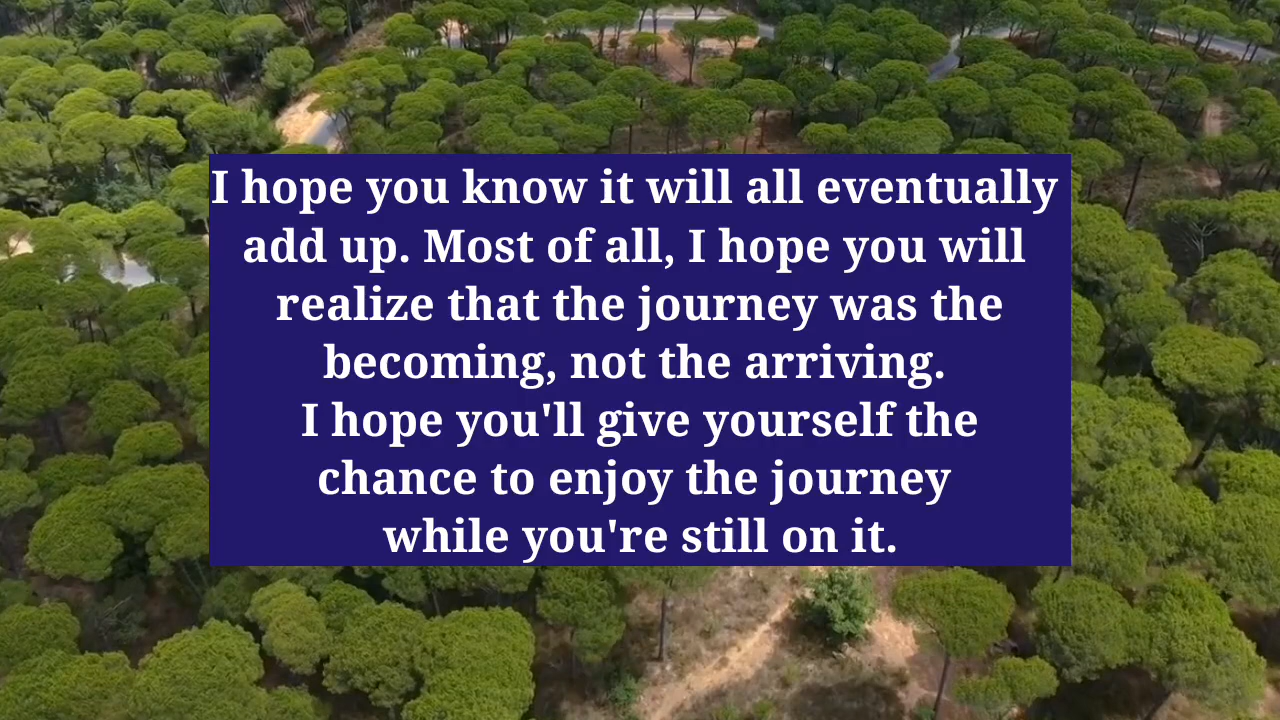 I hope you know it will all eventually
add up. Most of all, I hope you will
realize that the journey was the
becoming, not the arriving.
I hope you'll give yourself the
chance to enjoy the journey
while you're still on it.